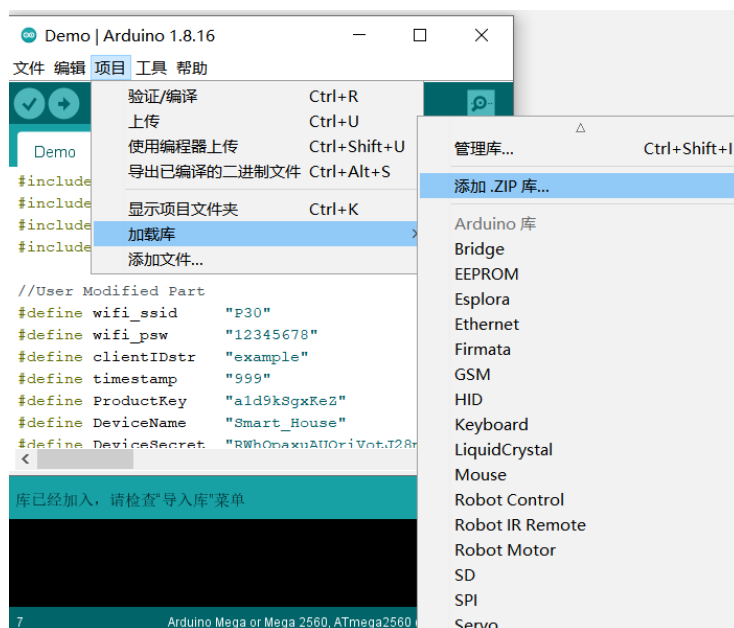 Demo | Arduino 1.8.16
文件 编辑 项目 工具 帮助
验证/编译 Ctrl+R
上传 Ctrl+U
使用编程器上传 Ctrl+Shift+U
导出已编译的二进制文件 Ctrl+Alt+S
显示项目文件夹 Ctrl+K
加载库
添加文件...
管理库... Ctrl+Shift+I
添加 .ZIP 库...
Arduino 库
Bridge
EEPROM
Esplora
Ethernet
Firmata
GSM
HID
Keyboard
LiquidCrystal
Mouse
Robot Control
Robot IR Remote
Robot Motor
SD
SPI
Servo
Demo
#include
#include
#include
#include
//User Modified Part
#define wifi_ssid "P30"
#define wifi_psw "12345678"
#define clientIDstr "example"
#define timestamp "999"
#define ProductKey "a1d9kSgxKeZ"
#define DeviceName "Smart_House"
#define DeviceSecret
库已经加入，请检查"导入库"菜单
7 Arduino Mega or Mega 2560, ATmega2560